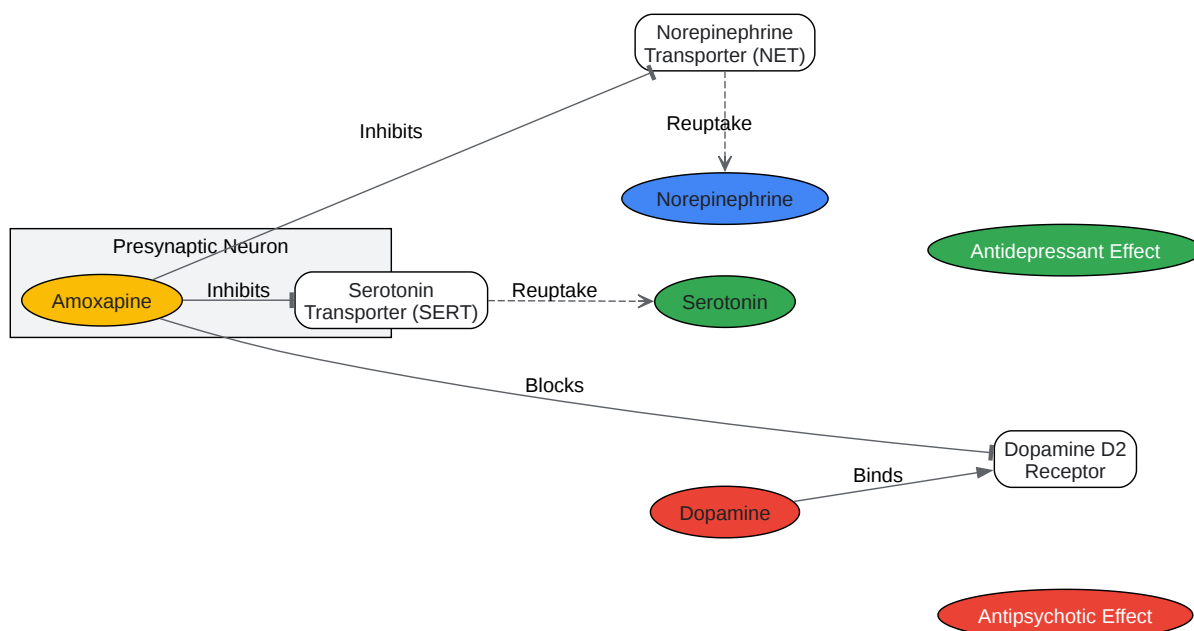 Norepinephrine
Transporter (NET)
Inhibits
Reuptake
Norepinephrine
Presynaptic Neuron
Antidepressant Effect
Amoxapine
Inhibits
Serotonin
Transporter (SERT)
Reuptake
Serotonin
Blocks
Dopamine D2
Receptor
Binds
Dopamine
Antipsychotic Effect